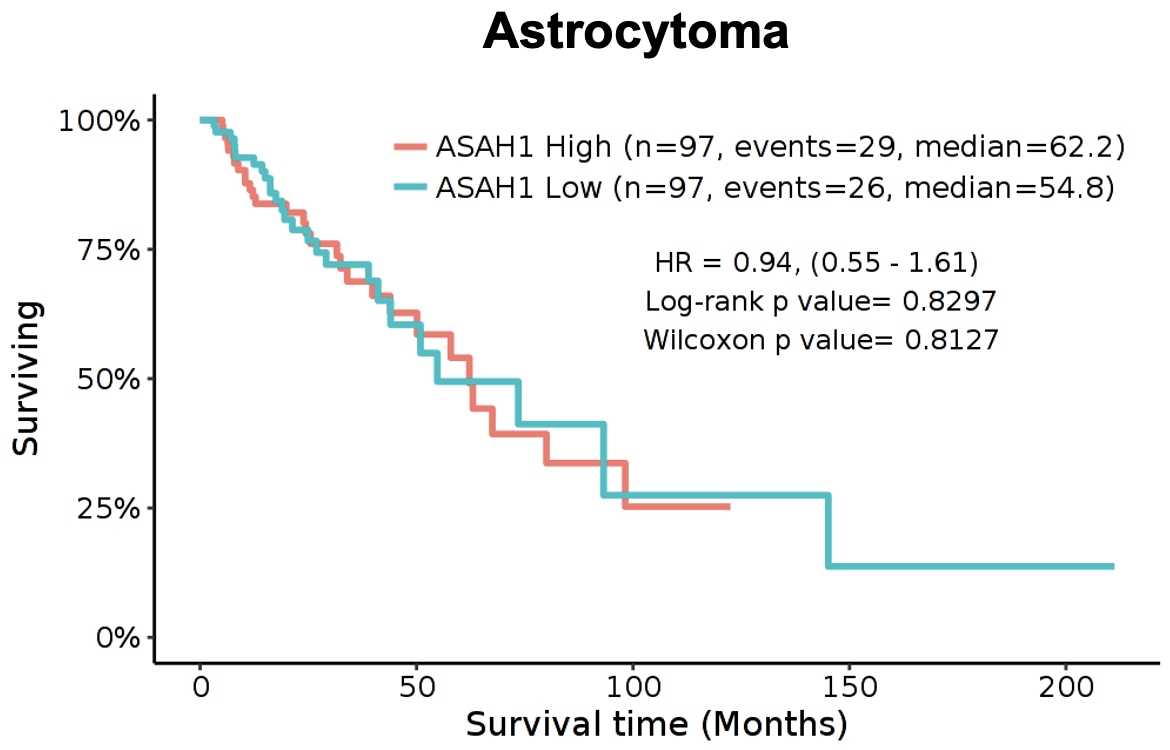 Astrocytoma
100%
75%
50%
25%
0%
Surviving
ASAH1 High (n=97, events=29, median=62.2)
ASAH1 Low (n=97, events=26, median=54.8)
HR = 0.94, (0.55 - 1.61)
Log-rank p value= 0.8297
Wilcoxon p value= 0.8127
0 50 100 150 200
Survival time (Months)